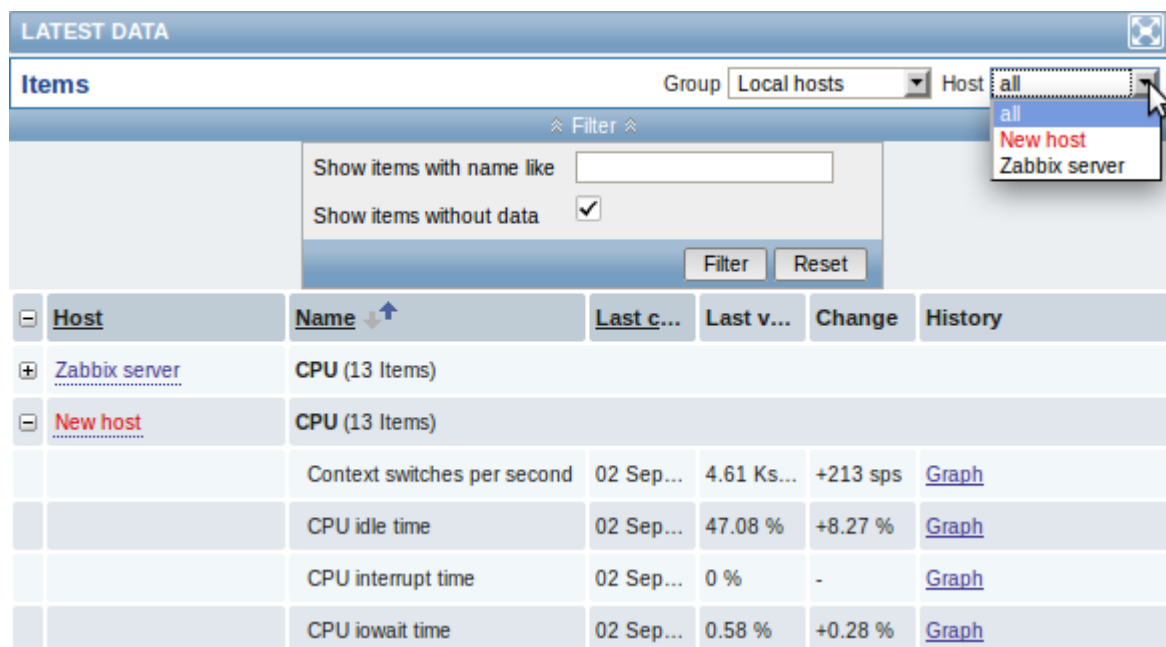 LATEST DATA
Items Group Local hosts Host all
Filter
all
New host
Zabbix server
Show items with name like
Show items without data
Filter Reset
Host Name Last c... Last v... Change History
Zabbix server CPU (13 Items)
New host CPU (13 Items)
Context switches per second 02 Sep... 4.61 Ks... +213 sps Graph
CPU idle time 02 Sep... 47.08 % +8.27 % Graph
CPU interrupt time 02 Sep... 0 % - Graph
CPU iowait time 02 Sep... 0.58 % +0.28 % Graph